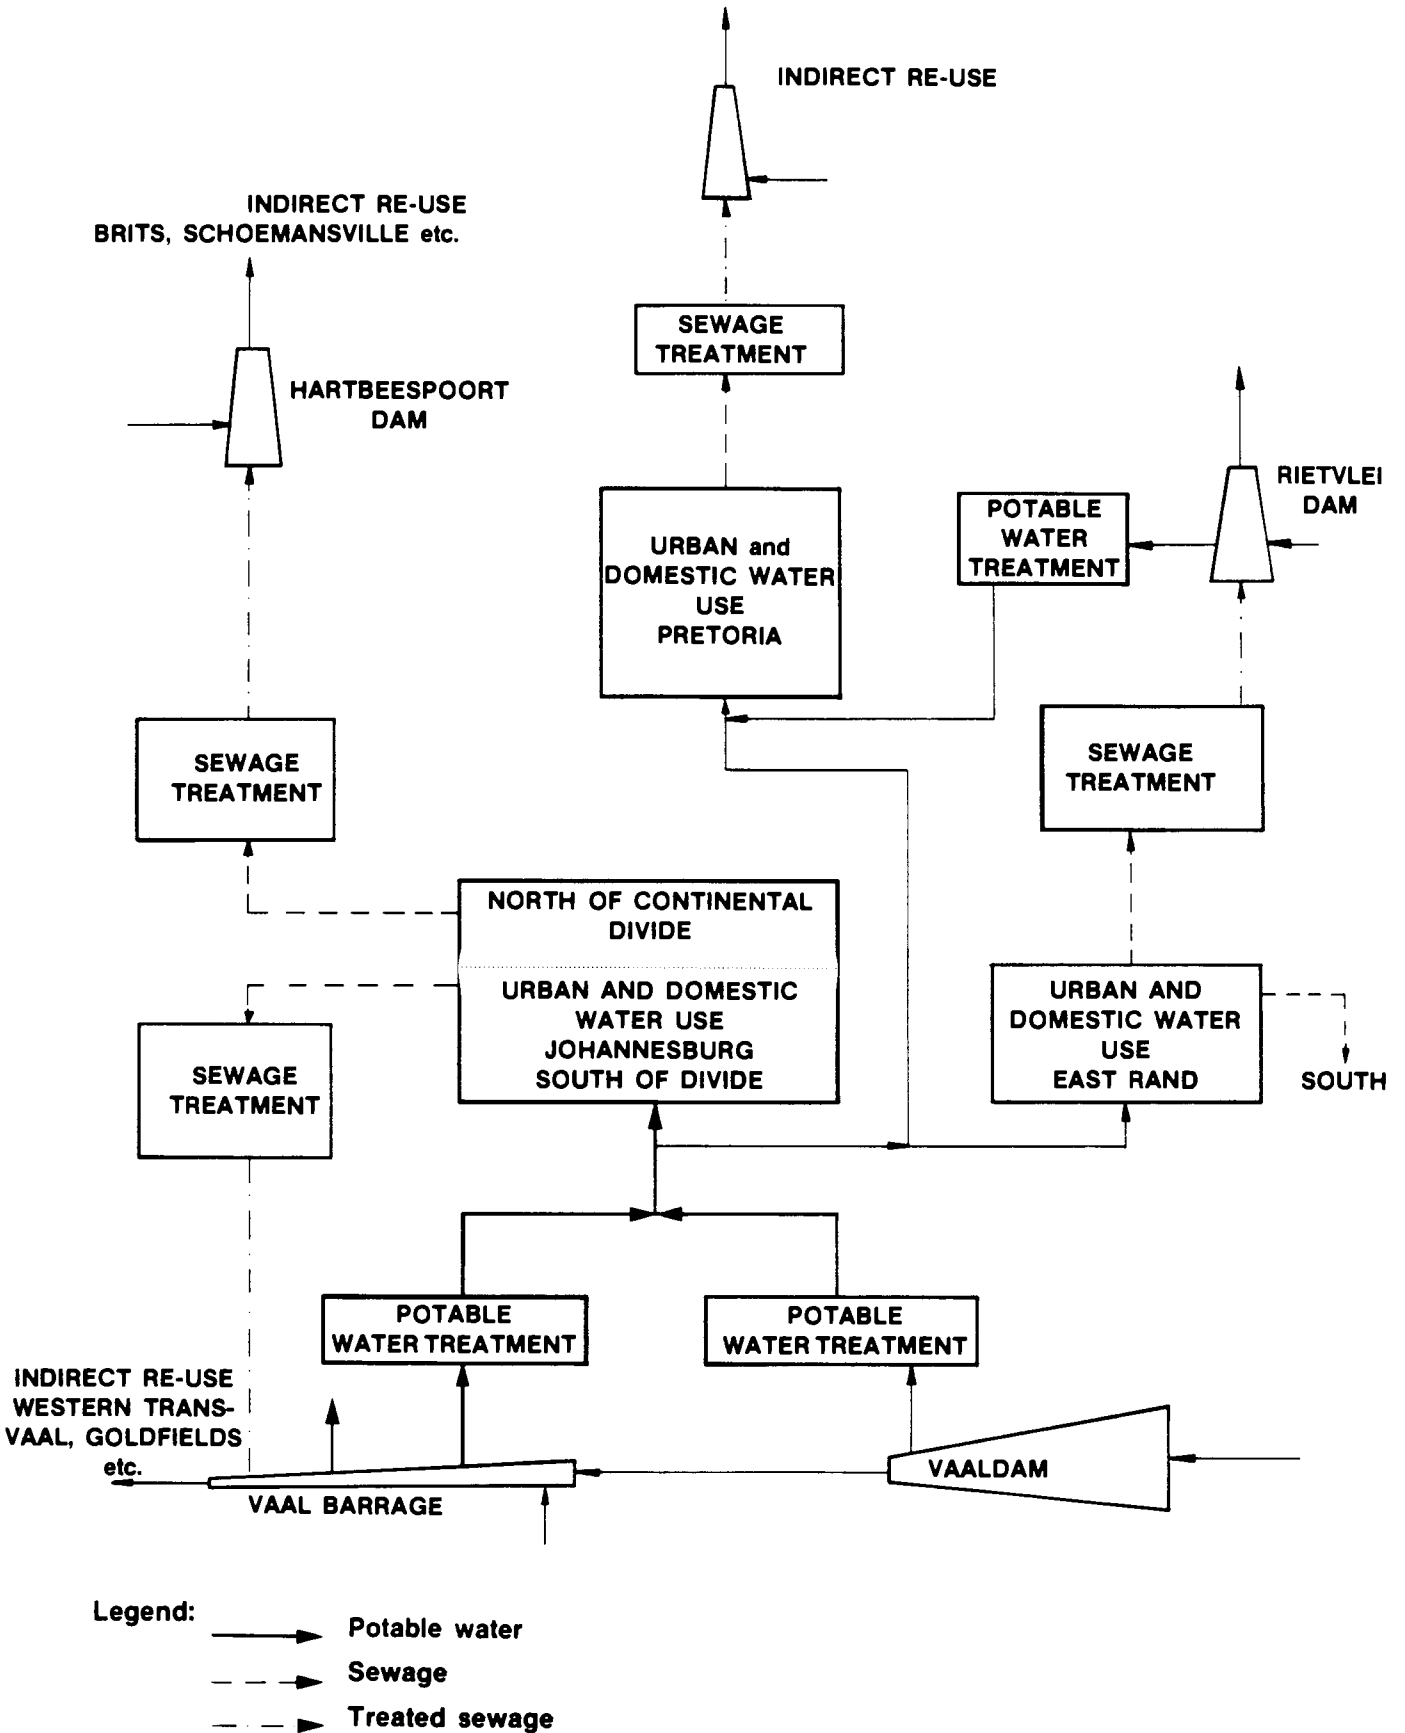 INDIRECT RE-USE
INDIRECT RE-USE
BRITS, SCHOEMANSVILLE etc.
SEWAGE
TREATMENT
HARTBEESPOORT
DAM
RIETVLEI
DAM
POTABLE
WATER
TREATMENT
URBAN and
DOMESTIC WATER
USE
PRETORIA
SEWAGE
TREATMENT
SEWAGE
TREATMENT
NORTH OF CONTINENTAL
DIVIDE
URBAN AND DOMESTIC
WATER USE
JOHANNESBURG
SOUTH OF DIVIDE
URBAN AND
DOMESTIC WATER
USE
EAST RAND
SOUTH
SEWAGE
TREATMENT
POTABLE
WATER TREATMENT
POTABLE
WATER TREATMENT
INDIRECT RE-USE
WESTERN TRANS-
VAAL, GOLDFIELDS
etc.
VAALDAM
VAAL BARRAGE
Legend:
Potable water
Sewage
Treated sewage